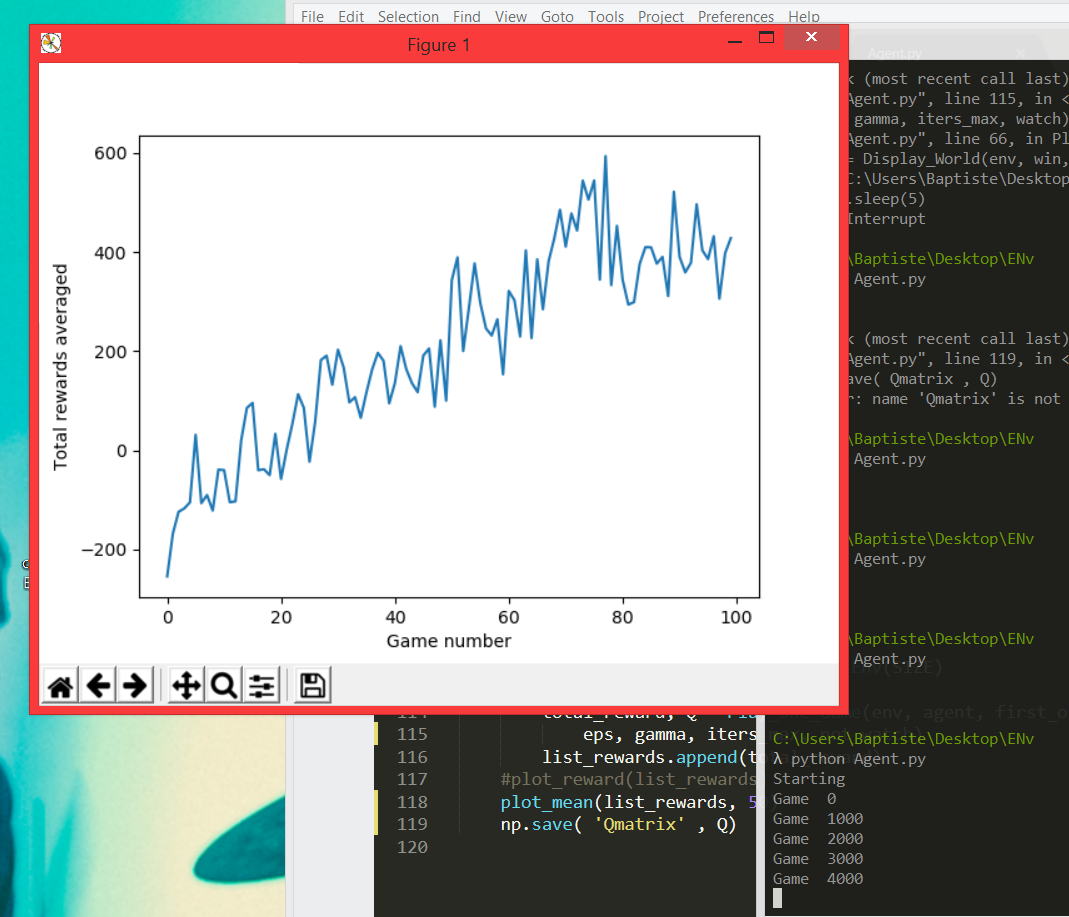 File Edit Selection Find View Goto Tools Project Preferences Help
Figure 1
Agent.py
600
400
200
0
−200
0 20 40 60 80 100
Total rewards averaged
Game number
(most recent call last)
Agent.py", line 115, in <
gamma, iters_max, watch)
Agent.py", line 66, in Pl
= Display_World(env, win,
C:\Users\Baptiste\Desktop
.sleep(5)
Interrupt
\Baptiste\Desktop\ENv
Agent.py
(most recent call last)
Agent.py", line 119, in <
ave( Qmatrix , Q)
r: name 'Qmatrix' is not
\Baptiste\Desktop\ENv
Agent.py
\Baptiste\Desktop\ENv
Agent.py
\Baptiste\Desktop\ENv
Agent.py
(SIZE)
(env, agent, first_o
115 eps, gamma, iters_
116 list_rewards.append(
117 #plot_reward(list_rewards
118 plot_mean(list_rewards, 5
119 np.save( 'Qmatrix' , Q)
120
C:\Users\Baptiste\Desktop\ENv
λ python Agent.py
Starting
Game 0
Game 1000
Game 2000
Game 3000
Game 4000